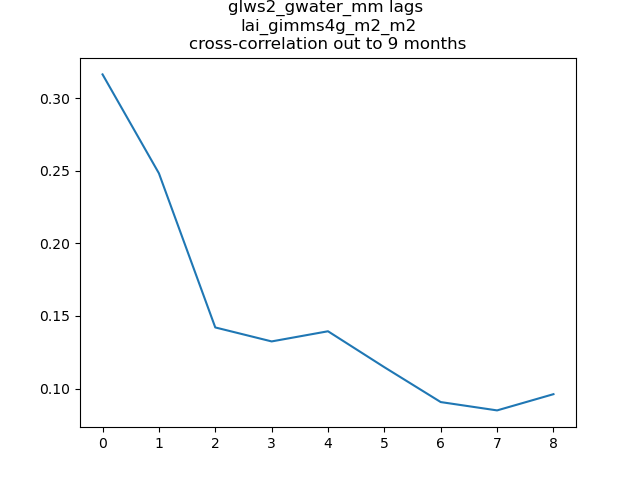 glws2_gwater_mm lags
lai_gimms4g_m2_m2
cross-correlation out to 9 months
0.30
0.25
0.20
0.15
0.10
0 1 2 3 4 5 6 7 8